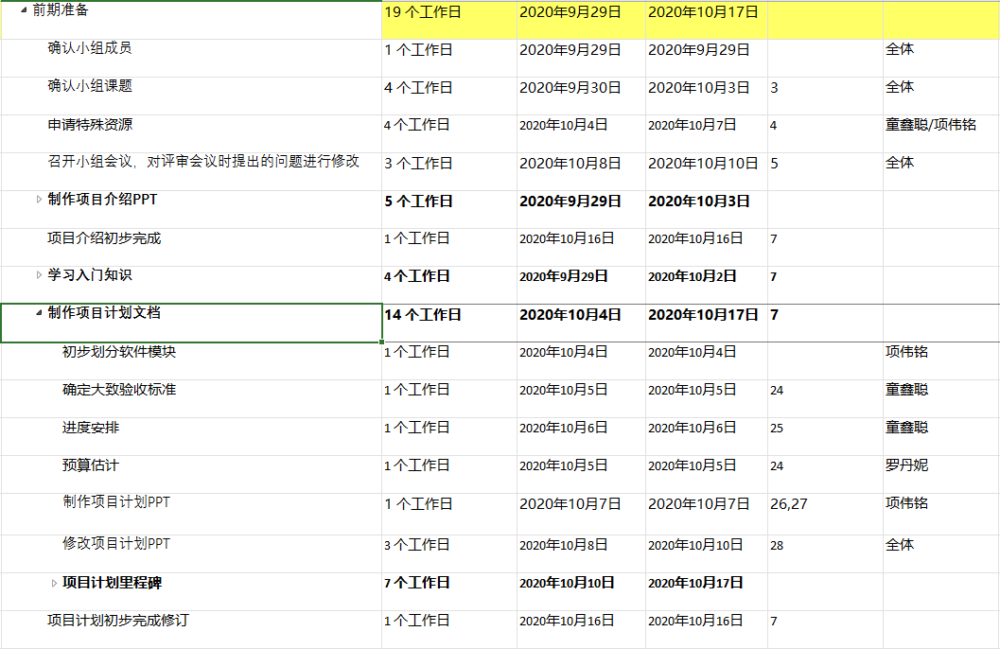 前期准备 19 个工作日 2020年9月29日 2020年10月17日
确认小组成员 1 个工作日 2020年9月29日 2020年9月29日 全体
确认小组课题 4 个工作日 2020年9月30日 2020年10月3日 3 全体
申请特殊资源 4 个工作日 2020年10月4日 2020年10月7日 4 童鑫聪/项伟铭
召开小组会议，对评审会议时提出的问题进行修改 3 个工作日 2020年10月8日 2020年10月10日 5 全体
制作项目介绍PPT 5 个工作日 2020年9月29日 2020年10月3日
项目介绍初步完成 1 个工作日 2020年10月16日 2020年10月16日 7
学习入门知识 4 个工作日 2020年9月29日 2020年10月2日 7
制作项目计划文档 14 个工作日 2020年10月4日 2020年10月17日 7
初步划分软件模块 1 个工作日 2020年10月4日 2020年10月4日 项伟铭
确定大致验收标准 1 个工作日 2020年10月5日 2020年10月5日 24 童鑫聪
进度安排 1 个工作日 2020年10月6日 2020年10月6日 25 童鑫聪
预算估计 1 个工作日 2020年10月5日 2020年10月5日 24 罗丹妮
制作项目计划PPT 1 个工作日 2020年10月7日 2020年10月7日 26,27 项伟铭
修改项目计划PPT 3 个工作日 2020年10月8日 2020年10月10日 28 全体
项目计划里程碑 7 个工作日 2020年10月10日 2020年10月17日
项目计划初步完成修订 1 个工作日 2020年10月16日 2020年10月16日 7